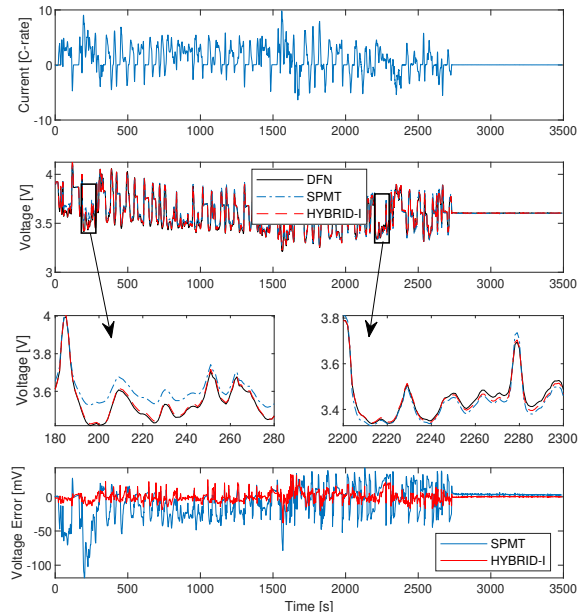 10
0
-10
Current [C-rate]
0 500 1000 1500 2000 2500 3000 3500
4
3.5
3
Voltage [V]
DFN
SPMT
HYBRID-I
0 500 1000 1500 2000 2500 3000 3500
4
3.8
3.6
Voltage [V]
180 200 220 240 260 280
3.8
3.6
3.4
Voltage [V]
2200 2220 2240 2260 2280 2300
0
-50
-100
Voltage Error [mV]
SPMT
HYBRID-I
0 500 1000 1500 2000 2500 3000 3500
Time [s]